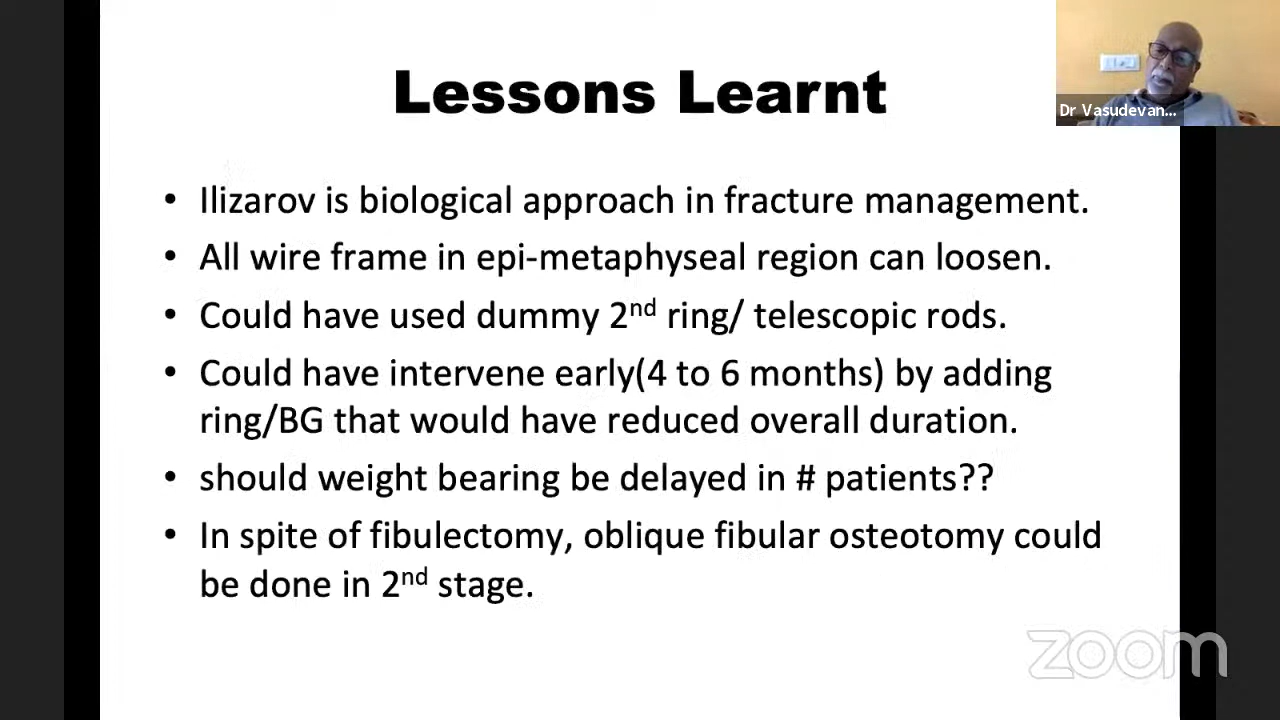 Lessons Learnt
Dr Vasudevan...
• Ilizarov is biological approach in fracture management.
• All wire frame in epi-metaphyseal region can loosen.
• Could have used dummy 2nd ring/ telescopic rods.
• Could have intervene early(4 to 6 months) by adding
ring/BG that would have reduced overall duration.
• should weight bearing be delayed in # patients??
• In spite of fibulectomy, oblique fibular osteotomy could
be done in 2nd stage.
zoom